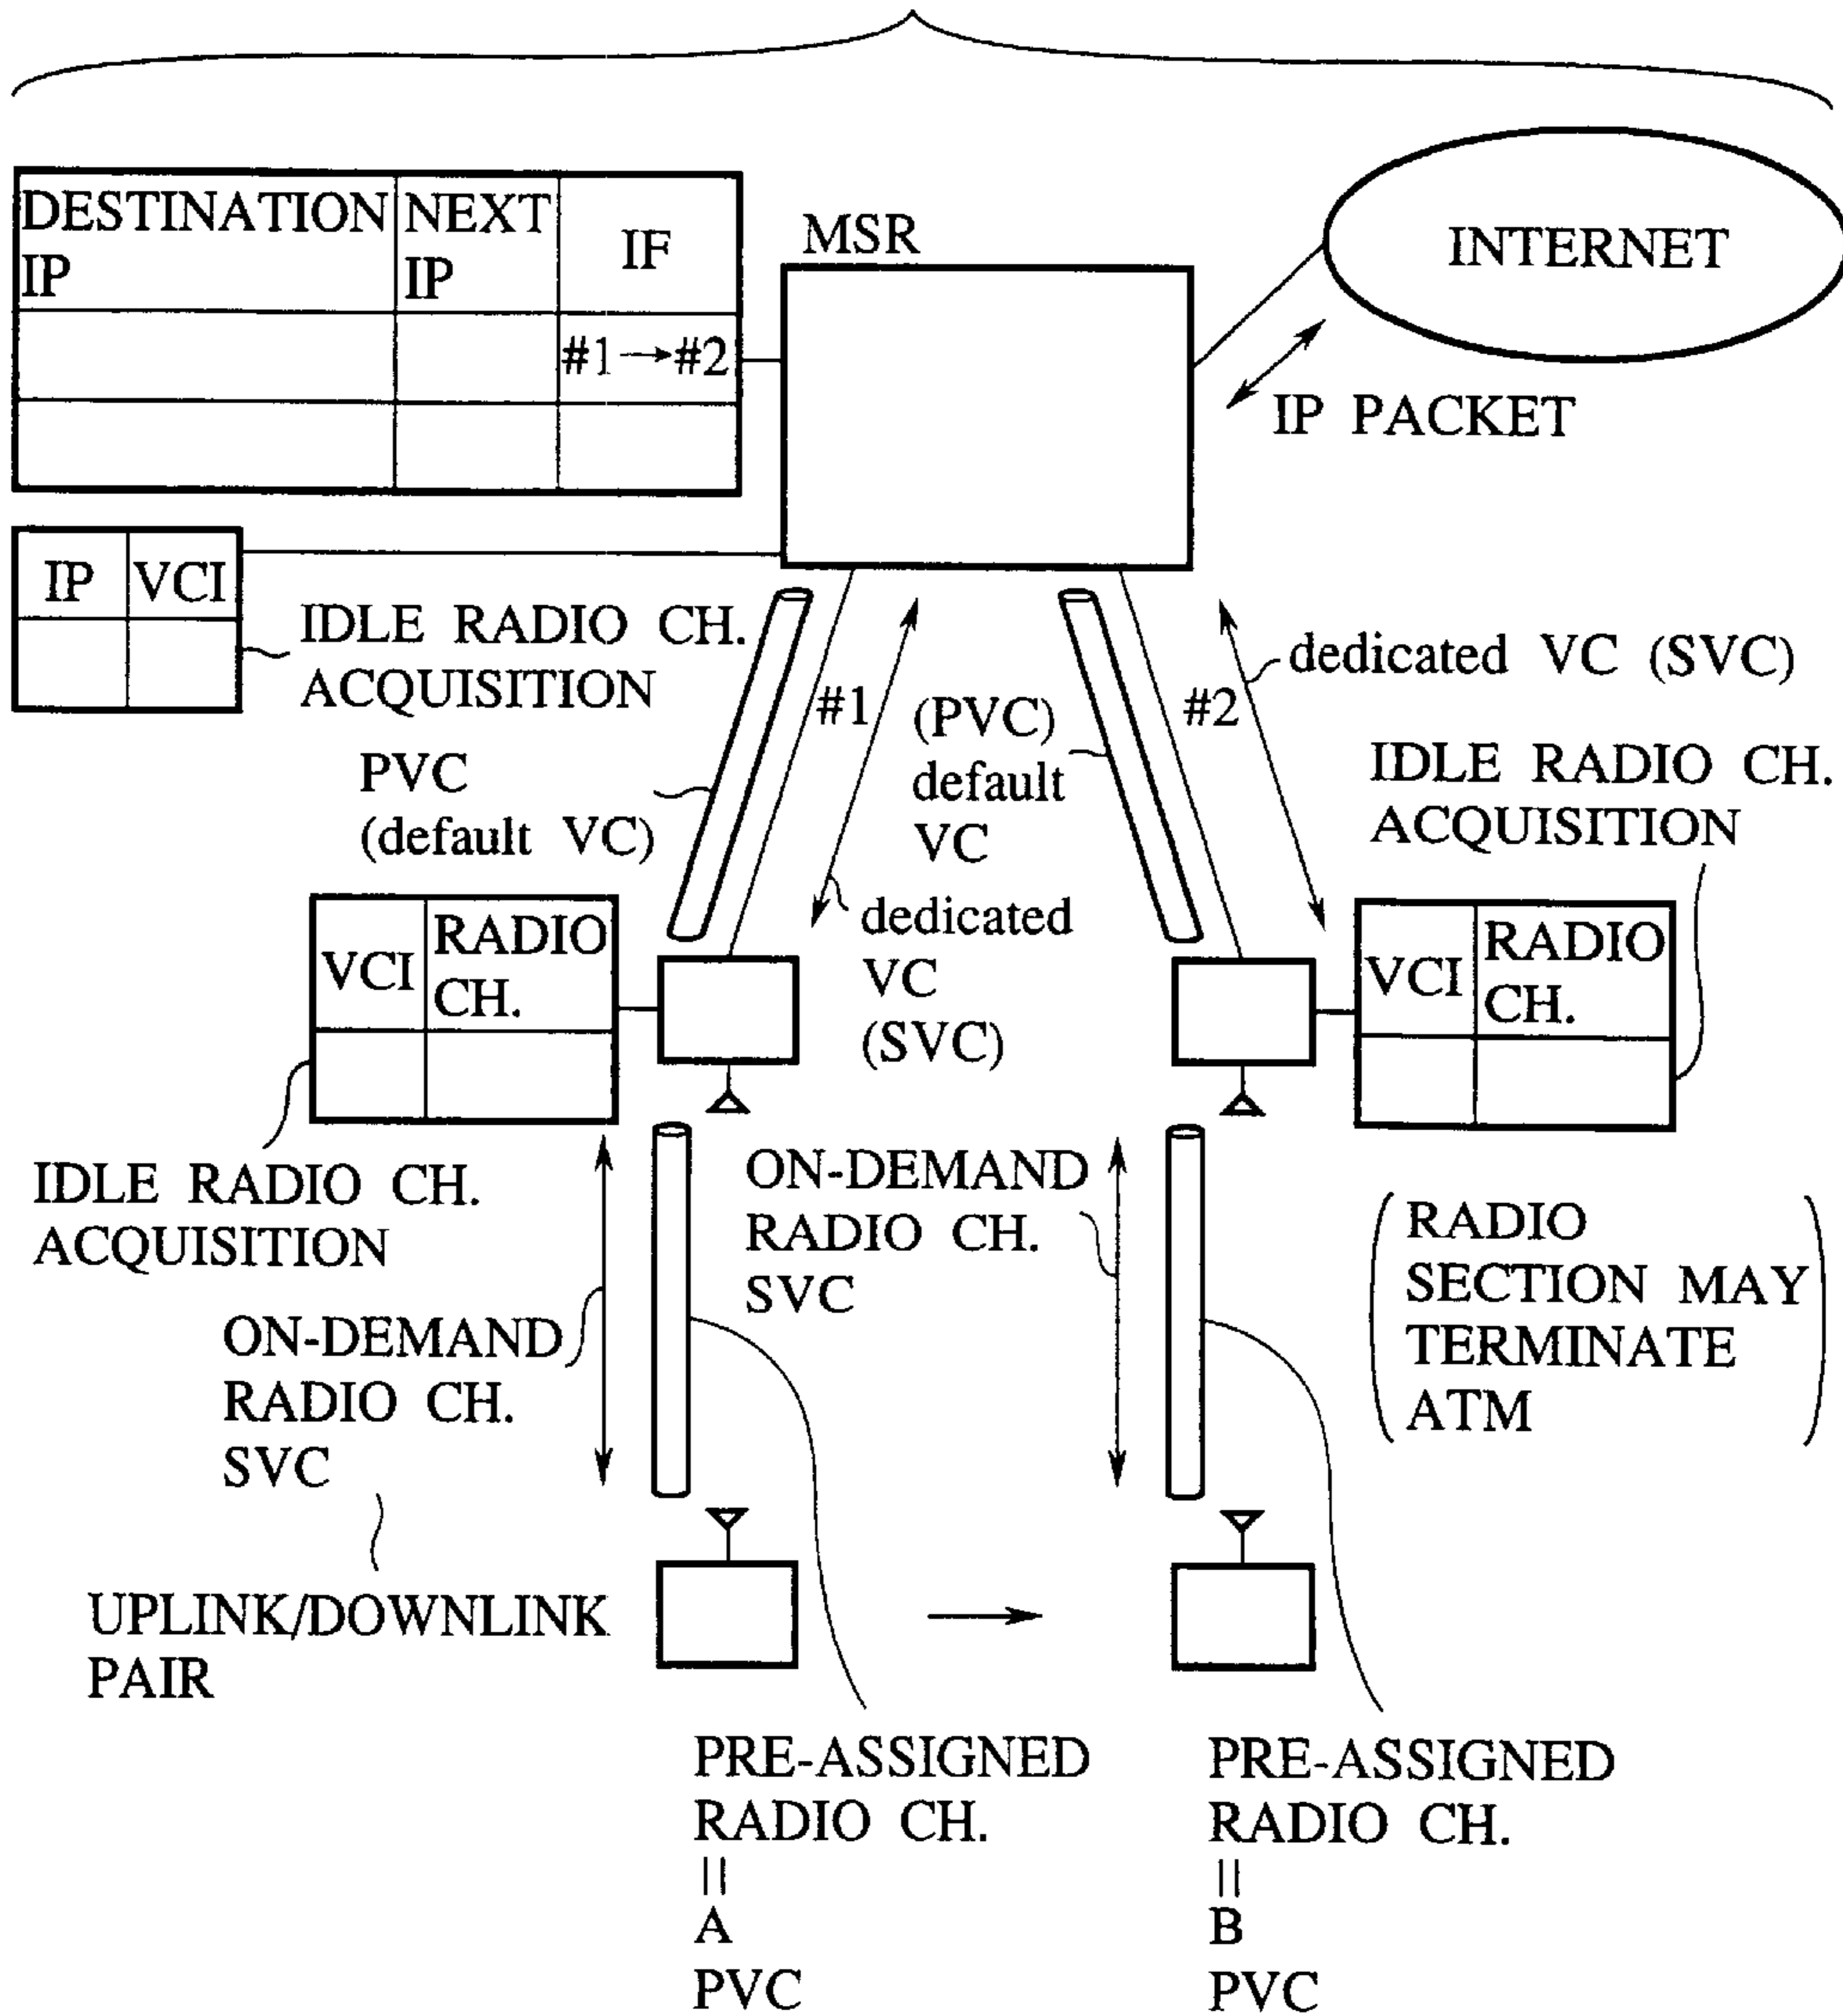 DESTINATION IP
NEXT IP
IF
#1→#2
MSR
INTERNET
IP PACKET
IP
VCI
IDLE RADIO CH.
ACQUISITION
PVC
(default VC)
#1
(PVC)
default
VC
#2
dedicated VC (SVC)
IDLE RADIO CH.
ACQUISITION
dedicated
VC
(SVC)
VCI
RADIO
CH.
VCI
RADIO
CH.
IDLE RADIO CH.
ACQUISITION
ON-DEMAND
RADIO CH.
SVC
ON-DEMAND
RADIO CH.
SVC
RADIO
SECTION MAY
TERMINATE
ATM
UPLINK/DOWNLINK
PAIR
PRE-ASSIGNED
RADIO CH.
||
A
PVC
PRE-ASSIGNED
RADIO CH.
||
B
PVC